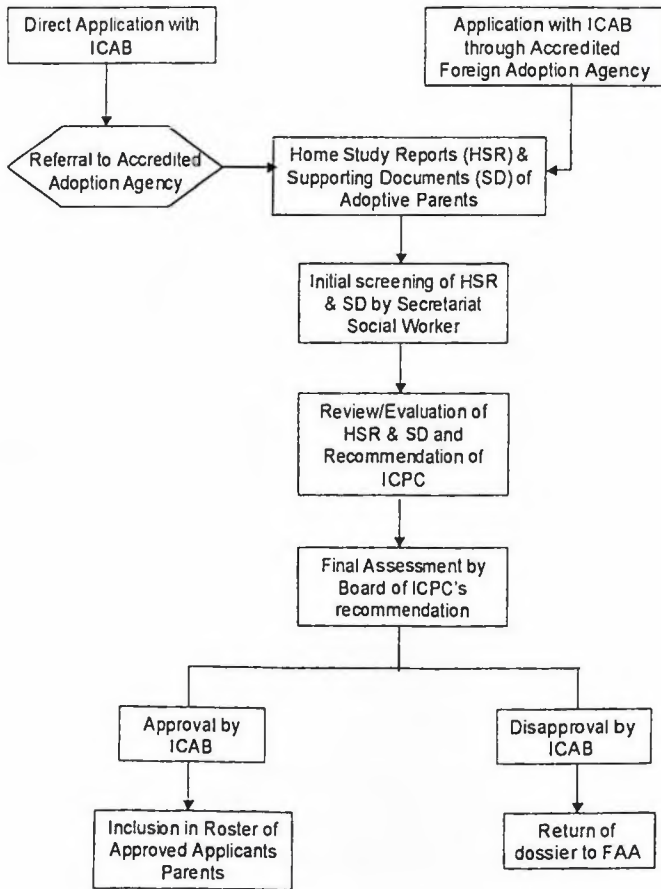 Direct Application with
ICAB
Application with ICAB
through Accredited
Foreign Adoption Agency
Referral to Accredited
Adoption Agency
Home Study Reports (HSR) &
Supporting Documents (SD) of
Adoptive Parents
Initial screening of HSR
& SD by Secretariat
Social Worker
Review/Evaluation of
HSR & SD and
Recommendation of
ICPC
Final Assessment by
Board of ICPC's
recommendation
Approval by
ICAB
Disapproval by
ICAB
Inclusion in Roster of
Approved Applicants
Parents
Return of
dossier to FAA